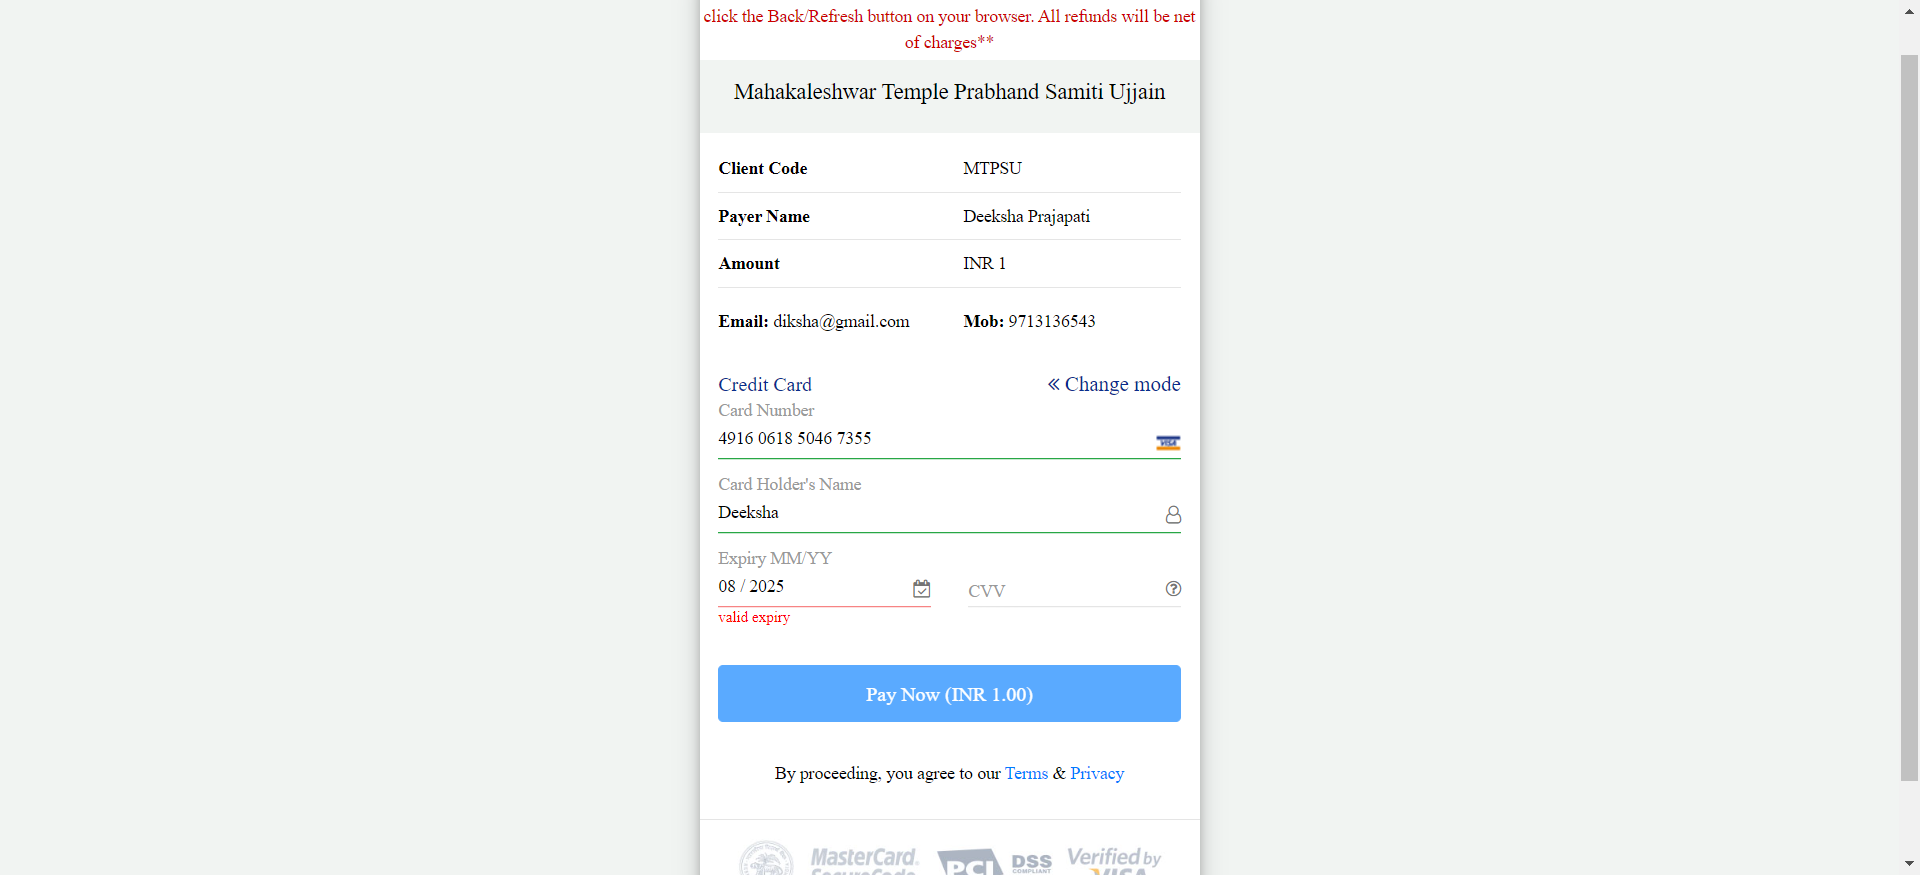 click the Back/Refresh button on your browser. All refunds will be net
of charges**
Mahakaleshwar Temple Prabhand Samiti Ujjain
Client Code MTPSU
Payer Name Deeksha Prajapati
Amount INR 1
Email: diksha@gmail.com Mob: 9713136543
Credit Card « Change mode
Card Number
4916 0618 5046 7355
VISA
Card Holder's Name
Deeksha
Expiry MM/YY
08 / 2025
CVV
valid expiry
Pay Now (INR 1.00)
By proceeding, you agree to our Terms & Privacy
MasterCard.
SecureCode
PCI DSS
COMPLIANT
Verified by
VISA